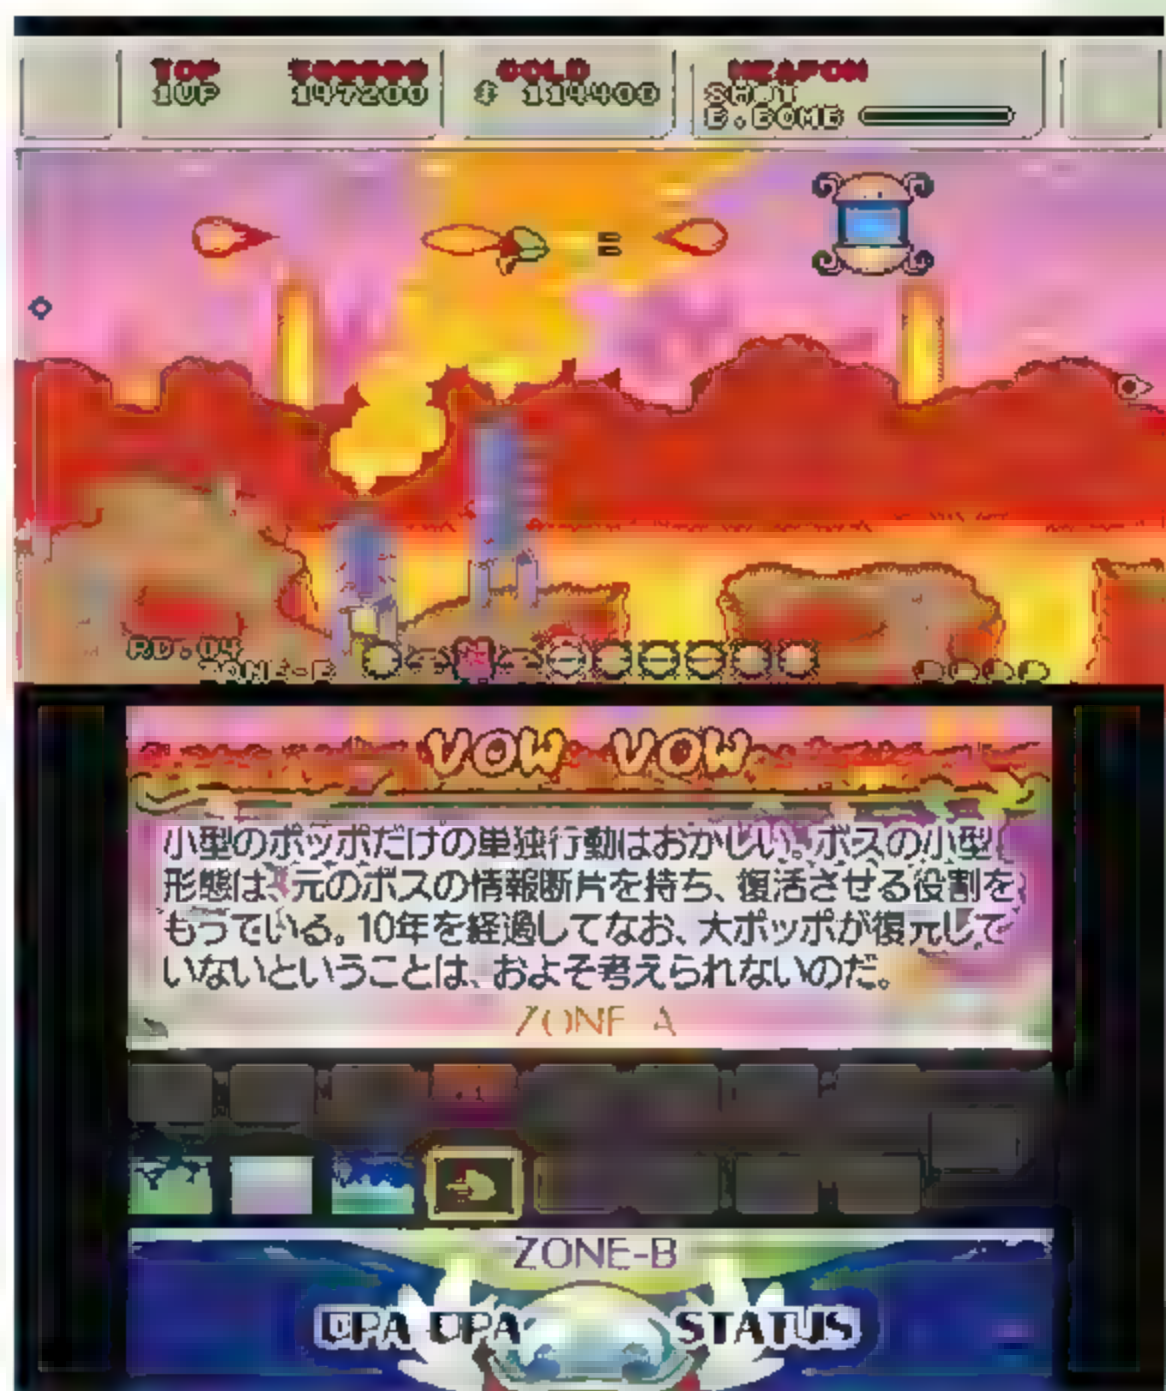 TOP GOLD WEAPON
1UP 147200 $ 114400 SHOT
B.BOMB
RD.04
ZONE-B
VOW VOW
小型のポッポだけの単独行動はおかしい。ボスの小型
形態は、元のボスの情報断片を持ち、復活させる役割を
もっている。10年を経過してなお、大ポッポが復元して
いないということは、およそ考えられないのだ。
ZONE A
ZONE-B
UPA UPA STATUS